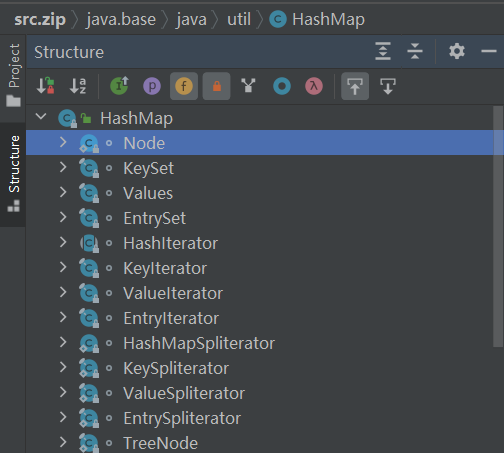 src.zip java.base java util HashMap
Project
Structure
Structure
HashMap
Node
KeySet
Values
EntrySet
HashIterator
KeyIterator
ValueIterator
EntryIterator
HashMapSpliterator
KeySpliterator
ValueSpliterator
EntrySpliterator
TreeNode